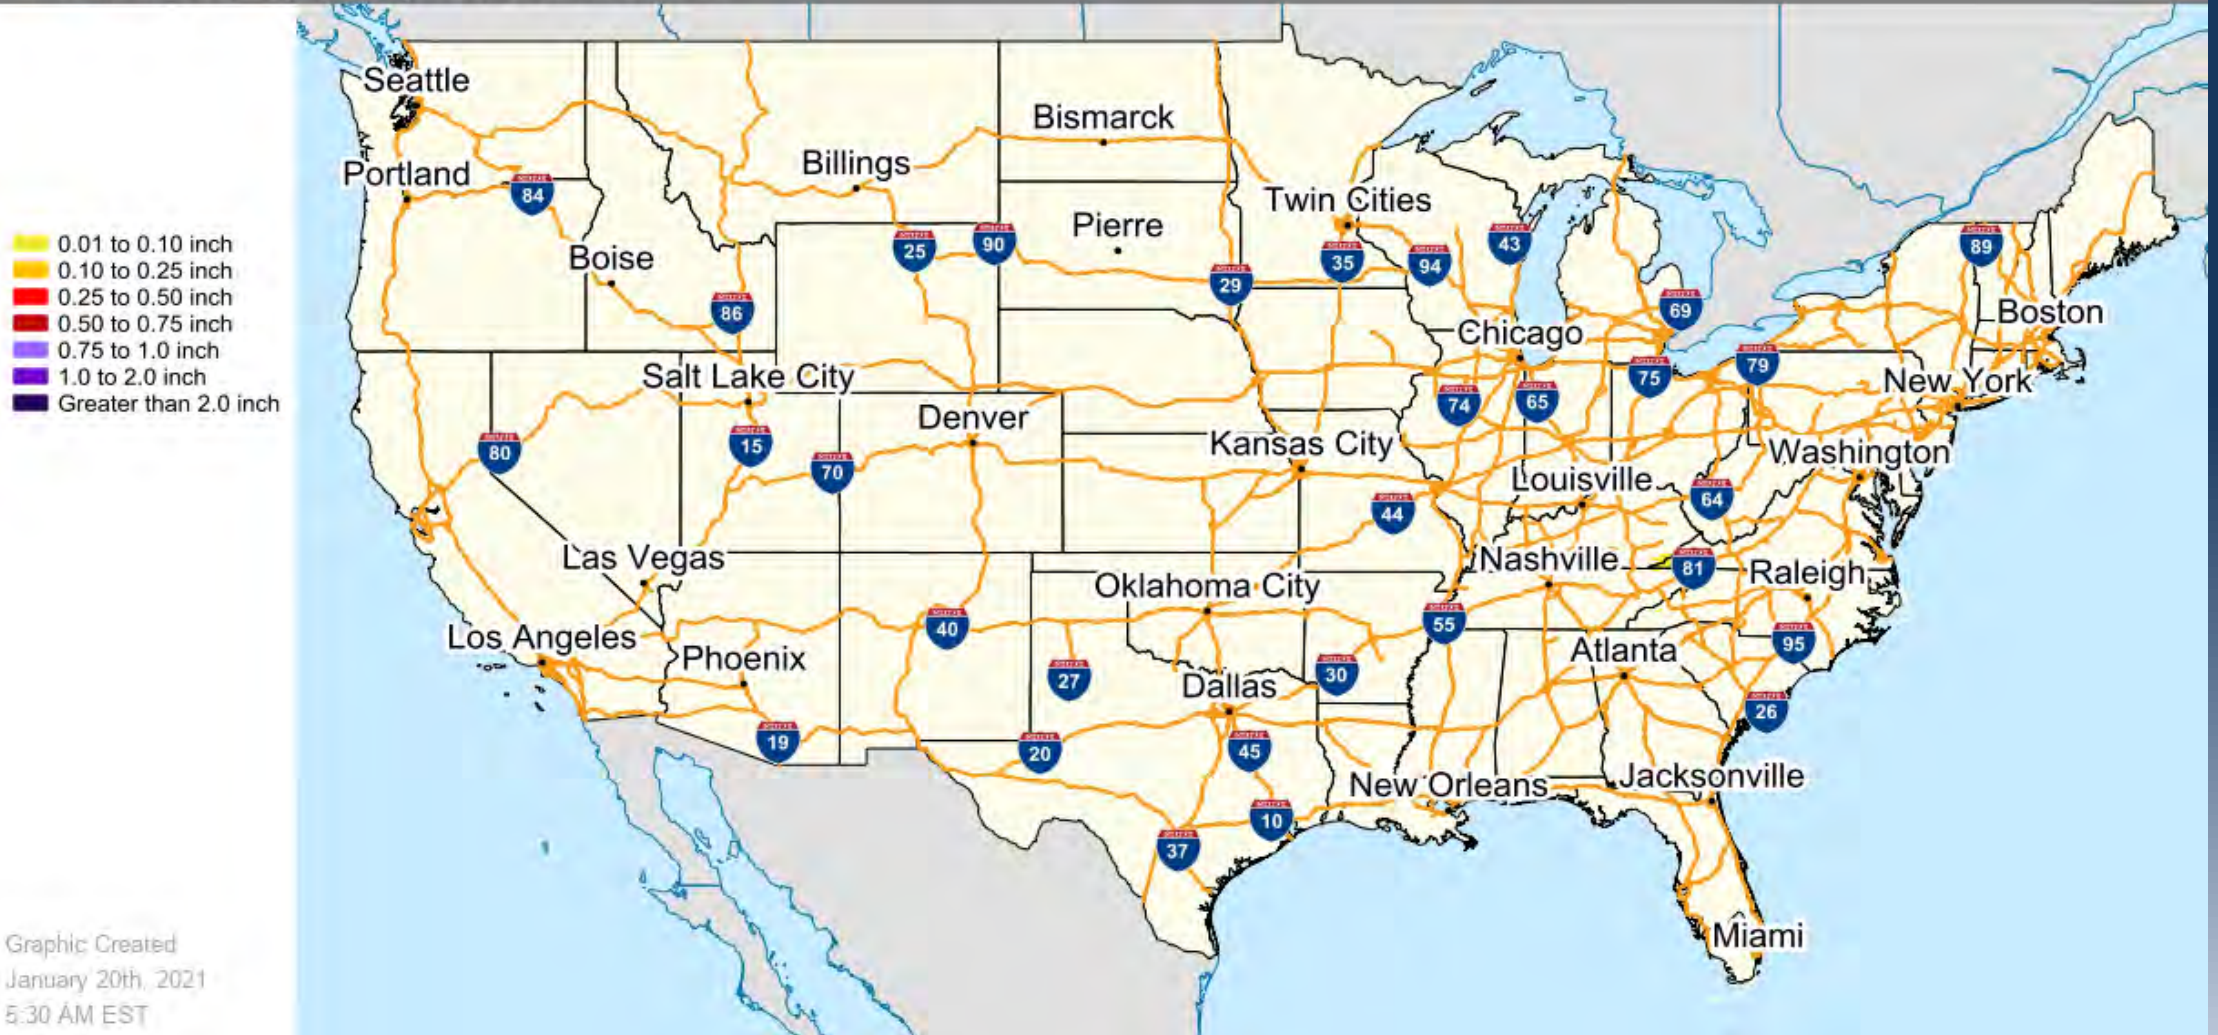 Seattle
Bismarck
Billings
Portland
84
Twin Cities
Pierre
25
90
43
89
0.01 to 0.10 inch
0.10 to 0.25 inch
0.25 to 0.50 inch
0.50 to 0.75 inch
0.75 to 1.0 inch
1.0 to 2.0 inch
Greater than 2.0 inch
Boise
35
94
29
86
69
Boston
Chicago
79
Salt Lake City
75
New York
74
65
Denver
15
80
70
Kansas City
Washington
Louisville
64
44
Las Vegas
Nashville
81
Raleigh
Oklahoma City
40
55
Los Angeles
Phoenix
95
Atlanta
27
30
Dallas
26
19
20
45
New Orleans
Jacksonville
10
37
Miami
Graphic Created
January 20th, 2021
5:30 AM EST